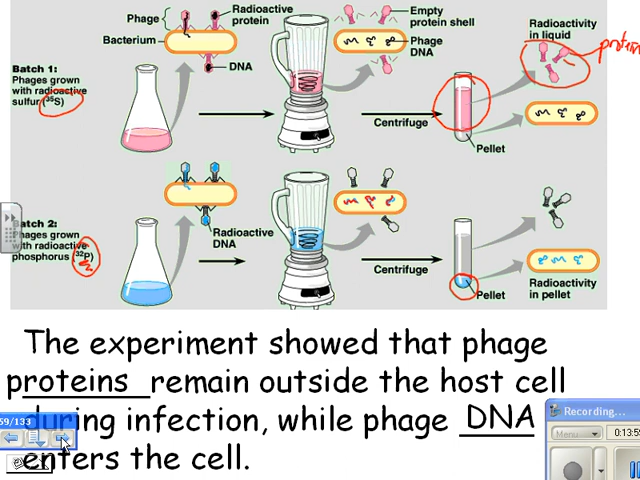 Phage
Radioactive
protein
Empty
protein shell
Radioactivity
in liquid
protein
Bacterium
Phage
DNA
DNA
Batch 1:
Phages grown
with radioactive
sulfur (³⁵S)
Centrifuge
Pellet
Batch 2:
Phages grown
with radioactive
phosphorus (³²P)
Radioactive
DNA
Centrifuge
Pellet
Radioactivity
in pellet
The experiment showed that phage
proteins remain outside the host cell
during infection, while phage DNA
enters the cell.
59/133
Recording...
Menu
0:13:5